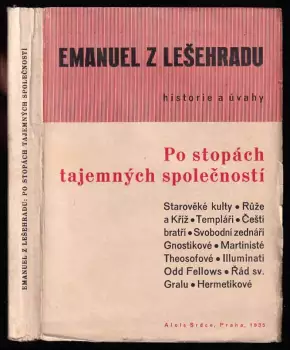 EMANUEL Z LEŠEHRADU: PO STOPÁCH TAJEMNÝCH SPOLEČNOSTÍ
EMANUEL Z LEŠEHRADU
historie a úvahy
Po stopách
tajemných společností
Starověké kulty • Růže
a Kříž • Templáři • Čeští
bratři • Svobodní zednáři
Gnostikové • Martinisté
Theosofové • Illuminati
Odd Fellows • Řád sv.
Gralu • Hermetikové
Alois Srdce, Praha, 1935